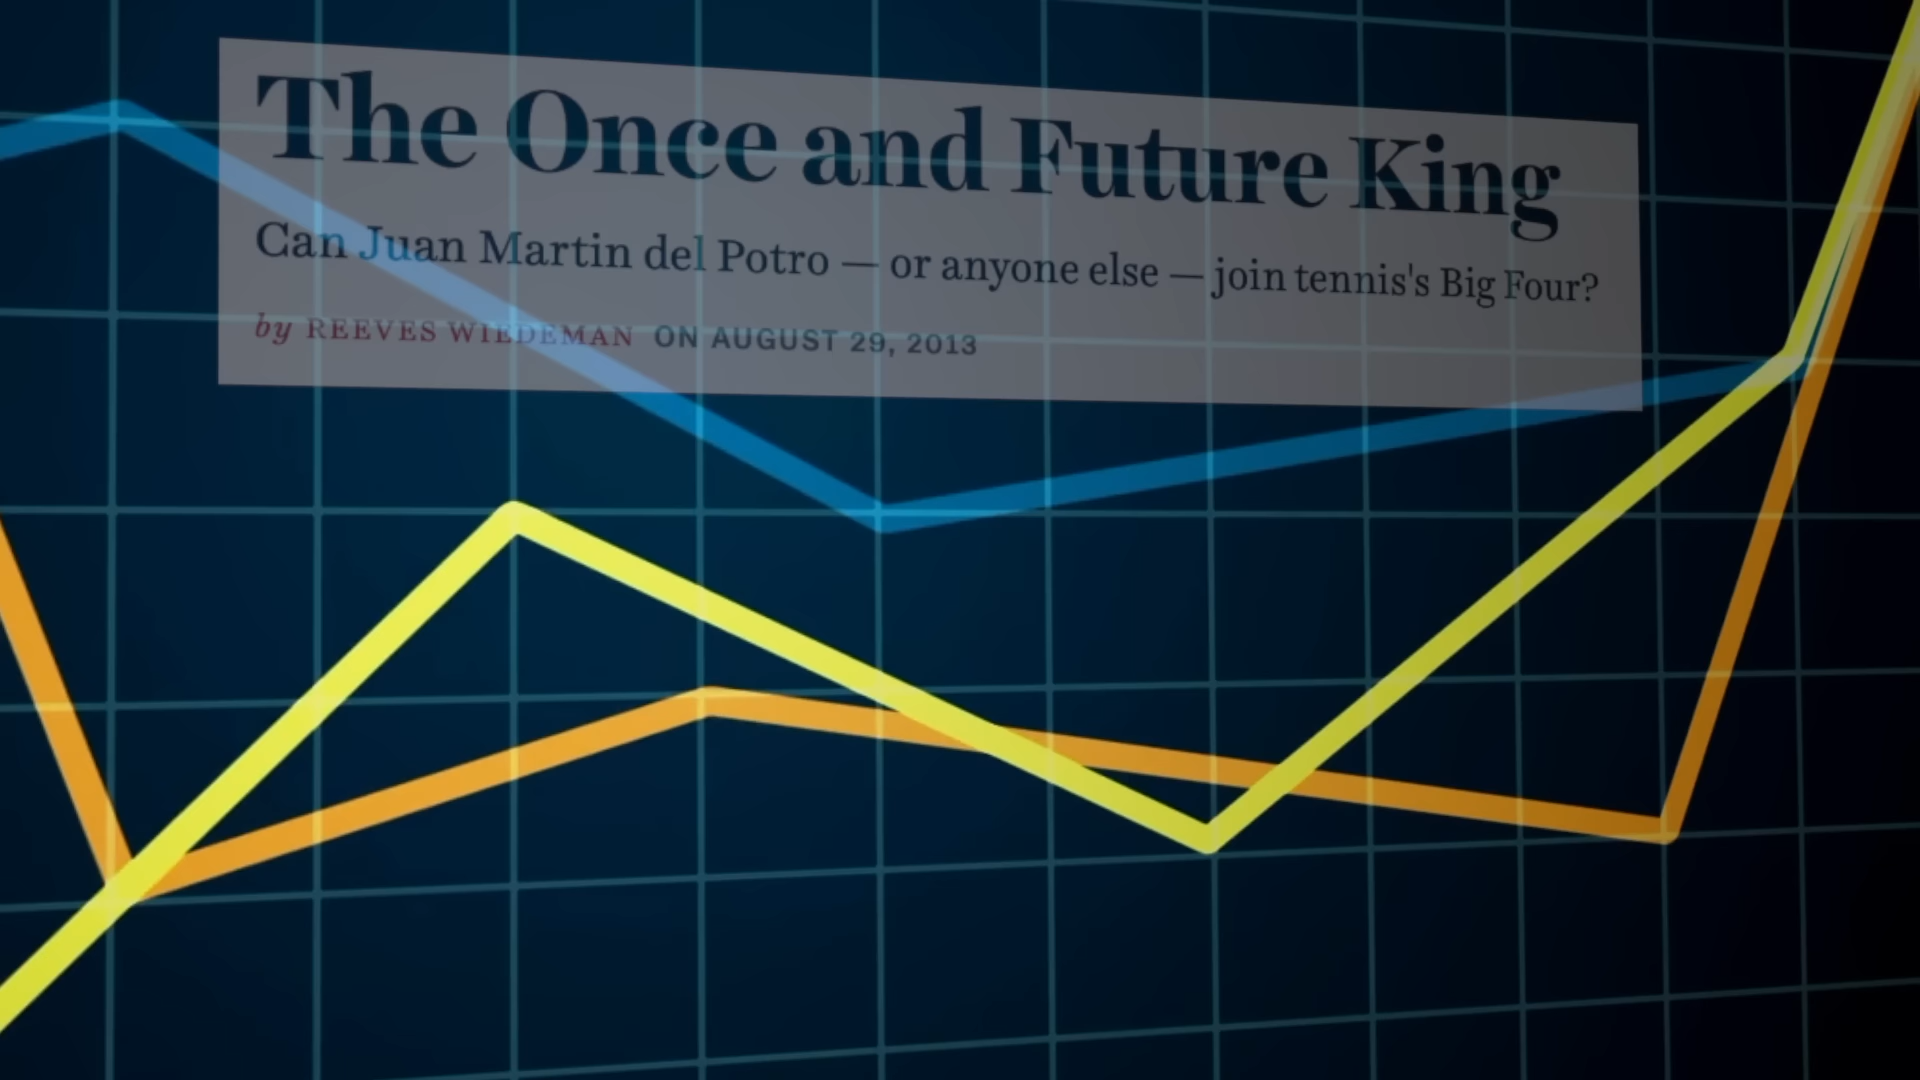 The Once and Future King
Can Juan Martin del Potro — or anyone else — join tennis's Big Four?
by REEVES WIEDEMAN ON AUGUST 29, 2013